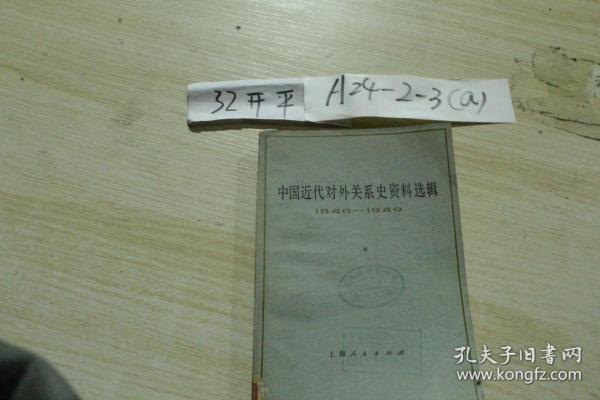 32开平 A24-2-3(a)
中国近代对外关系史资料选辑
1840—1949
上海人民出版社
孔夫子旧书网
www.kongfz.com